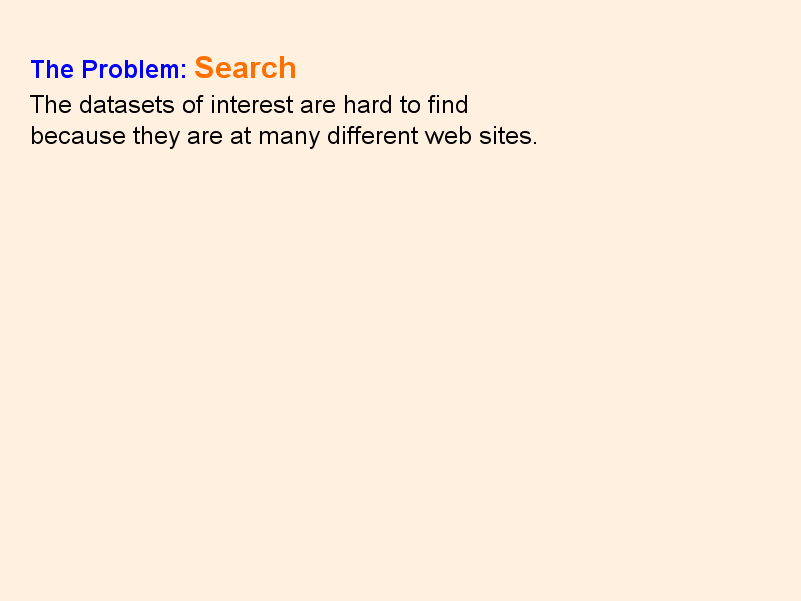 The Problem: Search
The datasets of interest are hard to find
because they are at many different web sites.